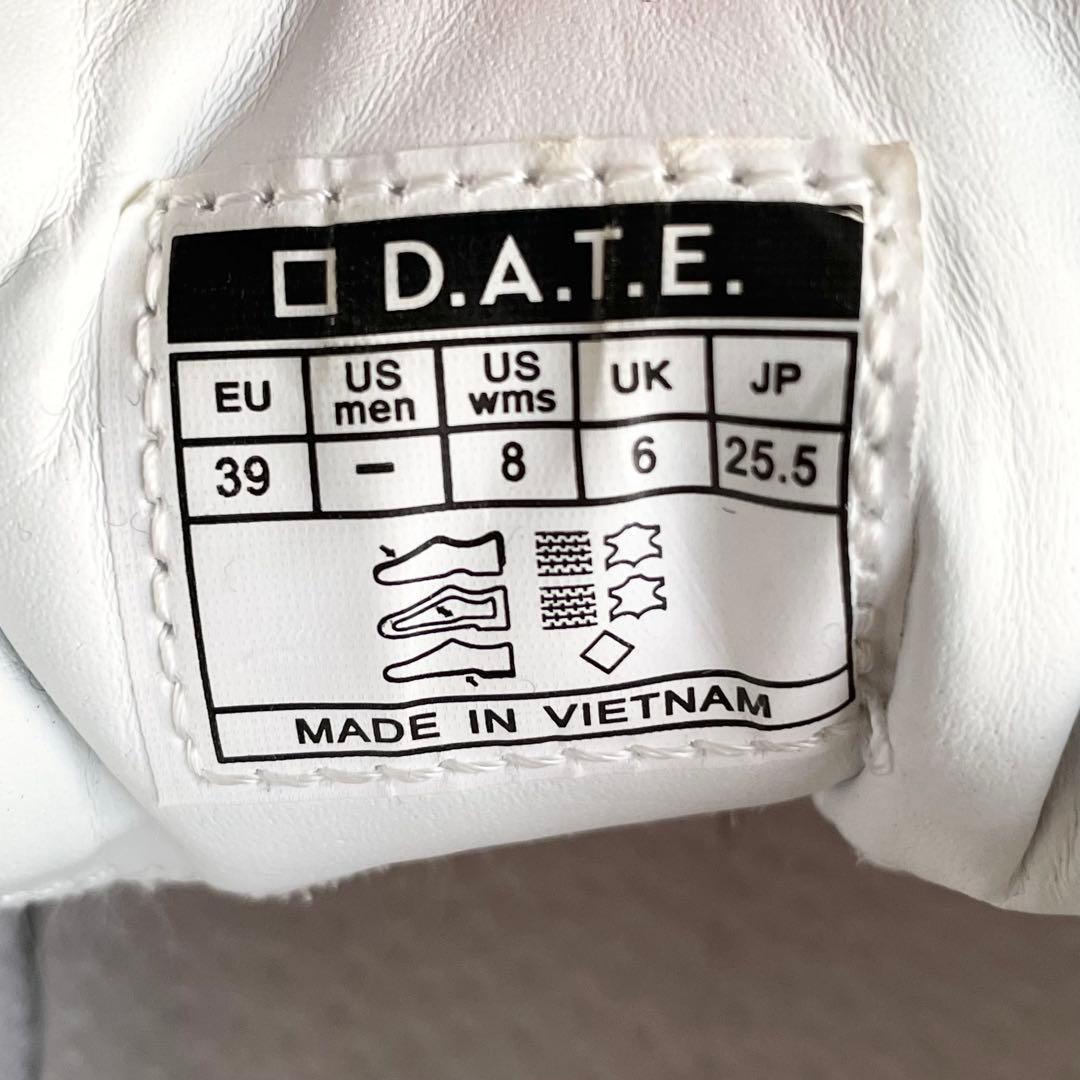 D.A.T.E.
EU US men US wms UK JP
39 – 8 6 25.5
MADE IN VIETNAM